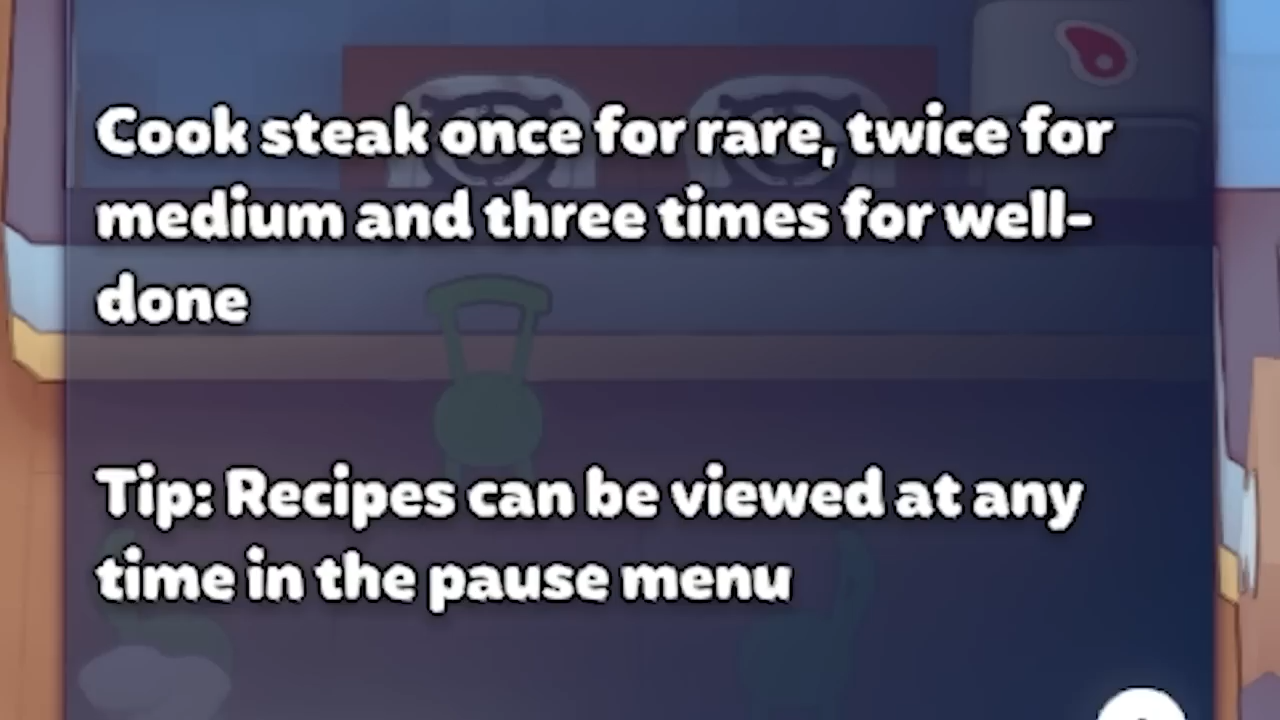 Cook steak once for rare, twice for
medium and three times for well-
done
Tip: Recipes can be viewed at any
time in the pause menu